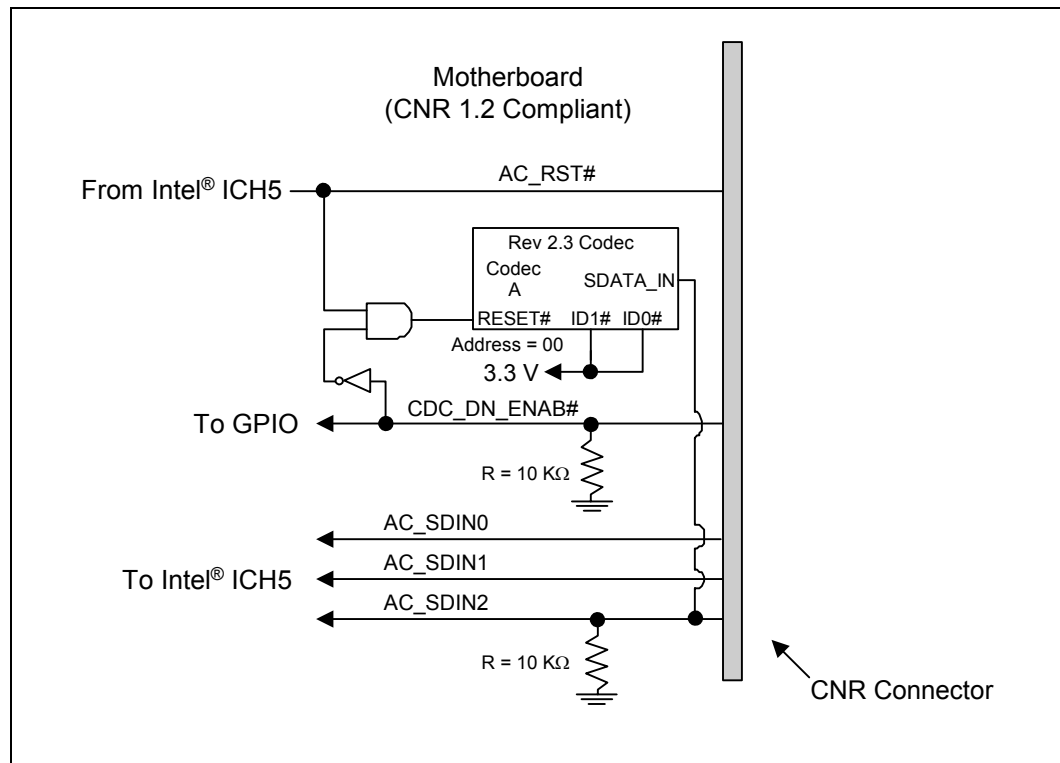 Motherboard
(CNR 1.2 Compliant)
AC_RST#
From Intel® ICH5
Rev 2.3 Codec
Codec
A
SDATA_IN
RESET#
ID1#
ID0#
Address = 00
3.3 V
CDC_DN_ENAB#
To GPIO
R = 10 KΩ
AC_SDIN0
AC_SDIN1
To Intel® ICH5
AC_SDIN2
R = 10 KΩ
CNR Connector